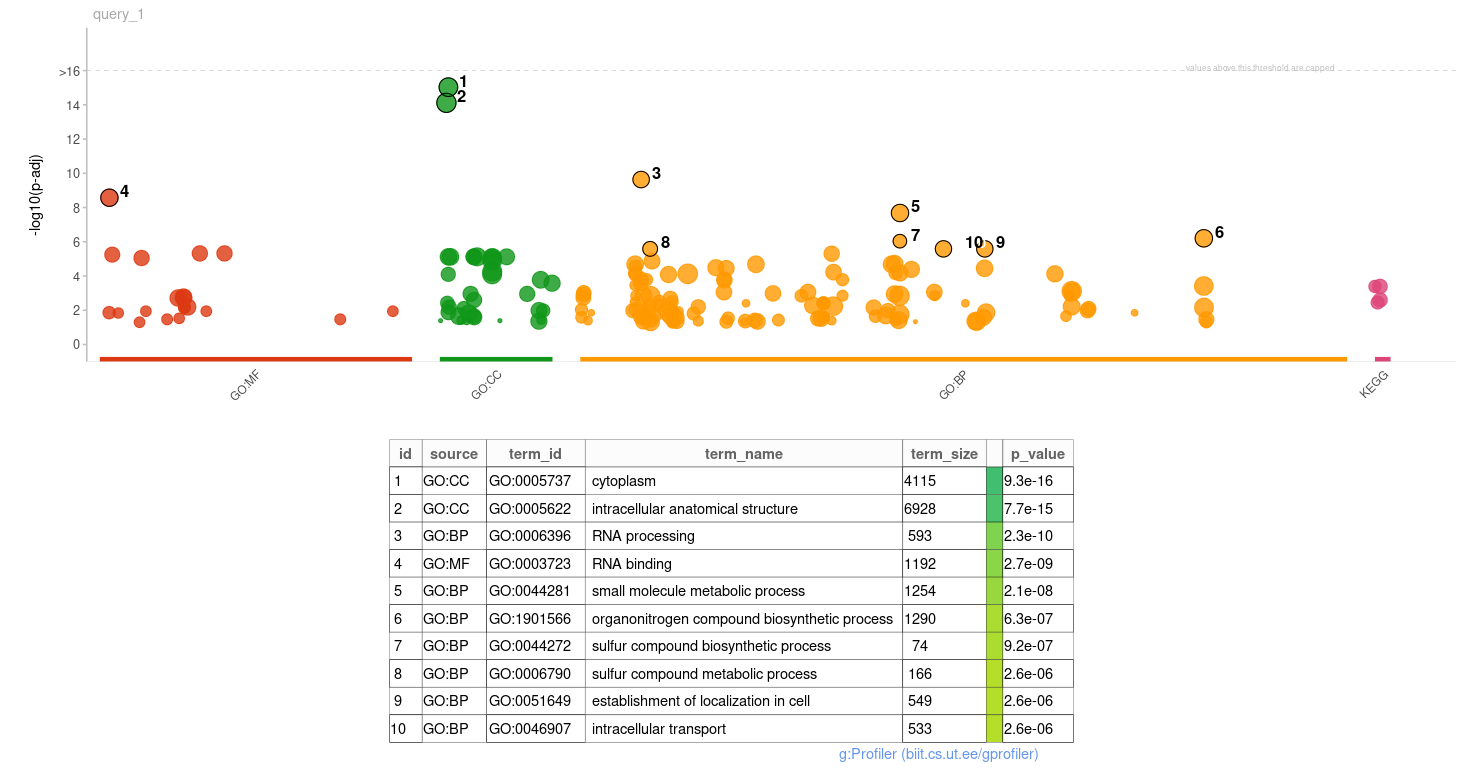 query_1
values above this threshold are capped
>16
14
12
10
8
6
4
2
0
-log10(p-adj)
1
2
3
4
5
6
7
8
10
9
GO:MF
GO:CC
GO:BP
KEGG
id source term_id term_name term_size p_value
1 GO:CC GO:0005737 cytoplasm 4115 9.3e-16
2 GO:CC GO:0005622 intracellular anatomical structure 6928 7.7e-15
3 GO:BP GO:0006396 RNA processing 593 2.3e-10
4 GO:MF GO:0003723 RNA binding 1192 2.7e-09
5 GO:BP GO:0044281 small molecule metabolic process 1254 2.1e-08
6 GO:BP GO:1901566 organonitrogen compound biosynthetic process 1290 6.3e-07
7 GO:BP GO:0044272 sulfur compound biosynthetic process 74 9.2e-07
8 GO:BP GO:0006790 sulfur compound metabolic process 166 2.6e-06
9 GO:BP GO:0051649 establishment of localization in cell 549 2.6e-06
10 GO:BP GO:0046907 intracellular transport 533 2.6e-06
g:Profiler (biit.cs.ut.ee/gprofiler)